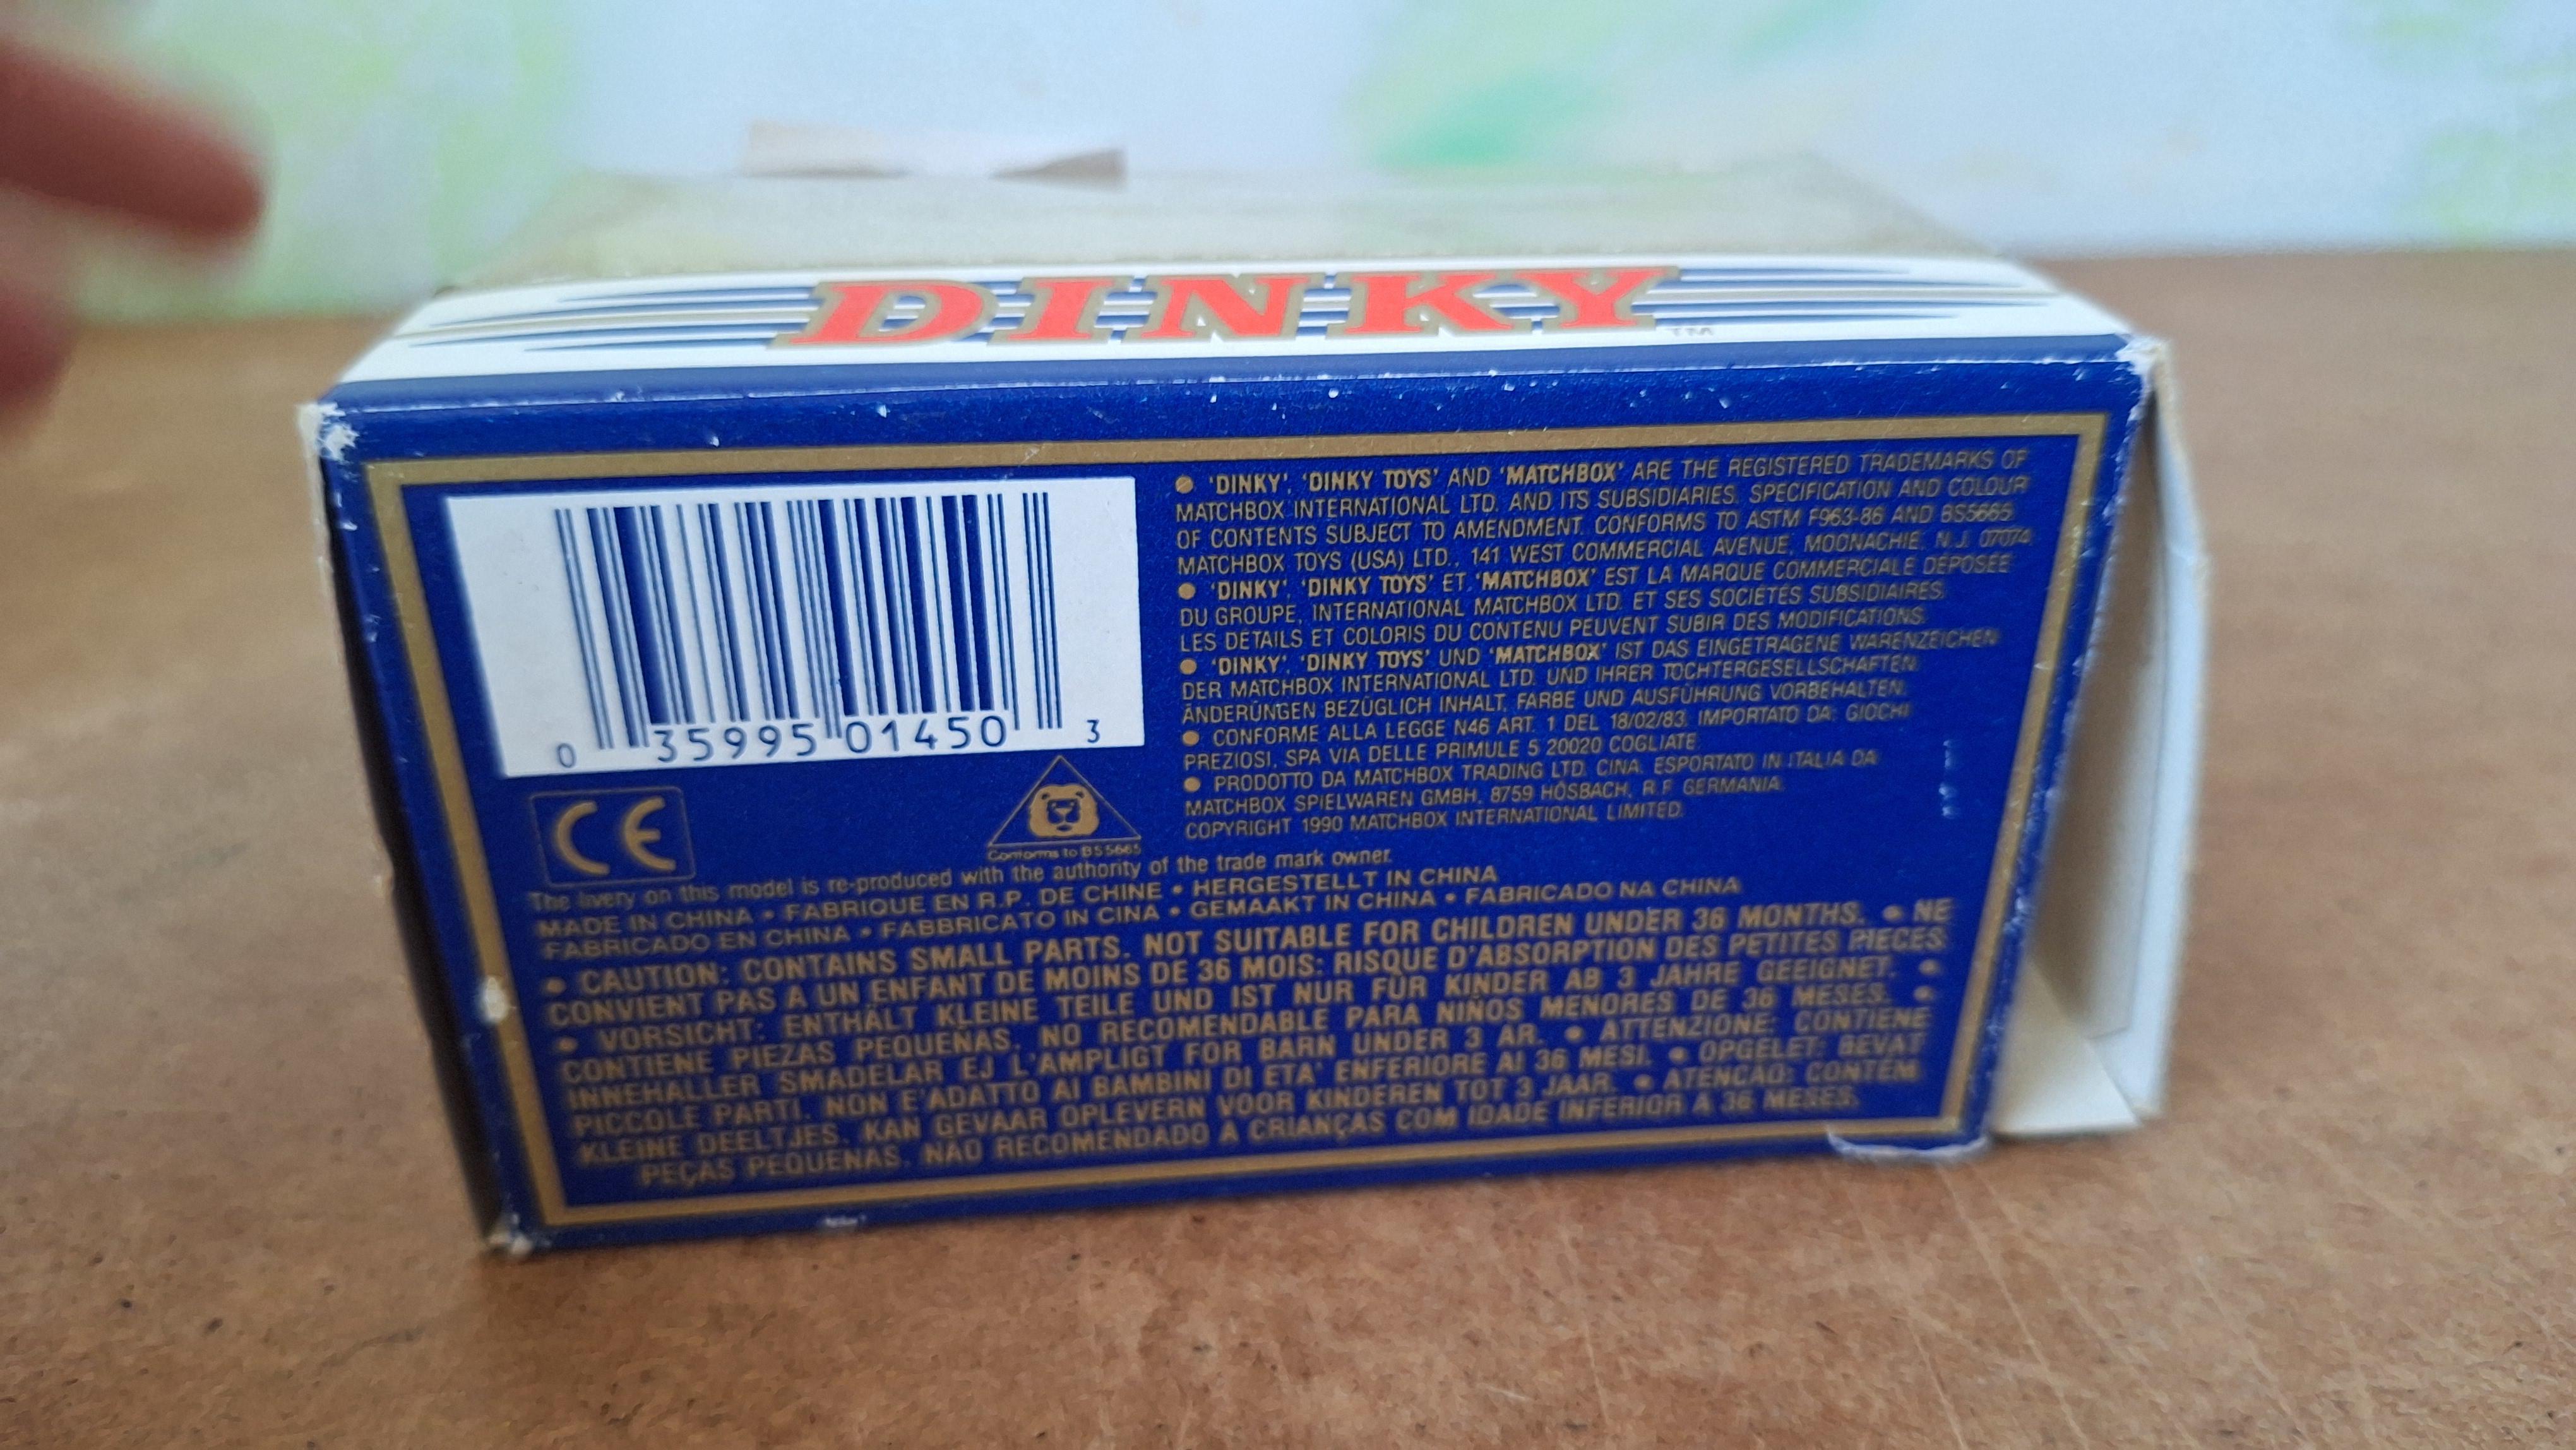 DINKY
TM
● 'DINKY', 'DINKY TOYS' AND 'MATCHBOX' ARE THE REGISTERED TRADEMARKS OF
MATCHBOX INTERNATIONAL LTD. AND ITS SUBSIDIARIES. SPECIFICATION AND COLOUR
OF CONTENTS SUBJECT TO AMENDMENT. CONFORMS TO ASTM F963-86 AND BS5665.
MATCHBOX TOYS (USA) LTD., 141 WEST COMMERCIAL AVENUE, MOONACHIE, N.J. 07074
● 'DINKY', 'DINKY TOYS' ET, 'MATCHBOX' EST LA MARQUE COMMERCIALE DEPOSEE
DU GROUPE, INTERNATIONAL MATCHBOX LTD. ET SES SOCIETES SUBSIDIAIRES.
LES DETAILS ET COLORIS DU CONTENU PEUVENT SUBIR DES MODIFICATIONS.
● 'DINKY', 'DINKY TOYS' UND 'MATCHBOX' IST DAS EINGETRAGENE WARENZEICHEN
DER MATCHBOX INTERNATIONAL LTD. UND IHRER TOCHTERGESELLSCHAFTEN.
ÄNDERÜNGEN BEZÜGLICH INHALT, FARBE UND AUSFÜHRUNG VORBEHALTEN.
● CONFORME ALLA LEGGE N46 ART. 1 DEL 18/02/83. IMPORTATO DA: GIOCHI
PREZIOSI, SPA VIA DELLE PRIMULE 5 20020 COGLIATE.
● PRODOTTO DA MATCHBOX TRADING LTD. CINA. ESPORTATO IN ITALIA DA
MATCHBOX SPIELWAREN GMBH, 8759 HÖSBACH, R.F. GERMANIA.
COPYRIGHT 1990 MATCHBOX INTERNATIONAL LIMITED.
0 35995 01450 3
CE
Conforms to BS5665
The livery on this model is re-produced with the authority of the trade mark owner.
MADE IN CHINA • FABRIQUE EN R.P. DE CHINE • HERGESTELLT IN CHINA
FABRICADO EN CHINA • FABBRICATO IN CINA • GEMAAKT IN CHINA • FABRICADO NA CHINA
● CAUTION: CONTAINS SMALL PARTS. NOT SUITABLE FOR CHILDREN UNDER 36 MONTHS. ● NE
CONVIENT PAS A UN ENFANT DE MOINS DE 36 MOIS: RISQUE D'ABSORPTION DES PETITES PIECES.
● VORSICHT: ENTHÄLT KLEINE TEILE UND IST NUR FÜR KINDER AB 3 JAHRE GEEIGNET. ●
CONTIENE PIEZAS PEQUEÑAS. NO RECOMENDABLE PARA NIÑOS MENORES DE 36 MESES. ●
INNEHALLER SMADELAR EJ L'AMPLIGT FOR BARN UNDER 3 AR. ● ATTENZIONE: CONTIENE
PICCOLE PARTI. NON E'ADATTO AI BAMBINI DI ETA' ENFERIORE AI 36 MESI. ● OPGELET: BEVAT
KLEINE DEELTJES. KAN GEVAAR OPLEVERN VOOR KINDEREN TOT 3 JAAR. ● ATENCAO: CONTEM
PEÇAS PEQUENAS. NAO RECOMENDADO A CRIANÇAS COM IDADE INFERIOR A 36 MESES.